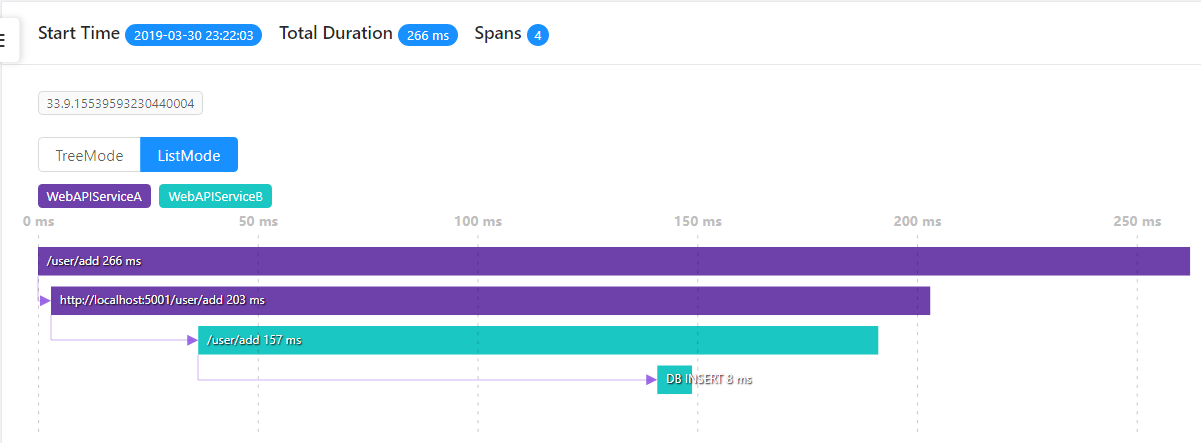 Start Time 2019-03-30 23:22:03 Total Duration 266 ms Spans 4
33.9.15539593230440004
TreeMode ListMode
WebAPIServiceA WebAPIServiceB
0 ms 50 ms 100 ms 150 ms 200 ms 250 ms
/user/add 266 ms
http://localhost:5001/user/add 203 ms
/user/add 157 ms
DB INSERT 8 ms